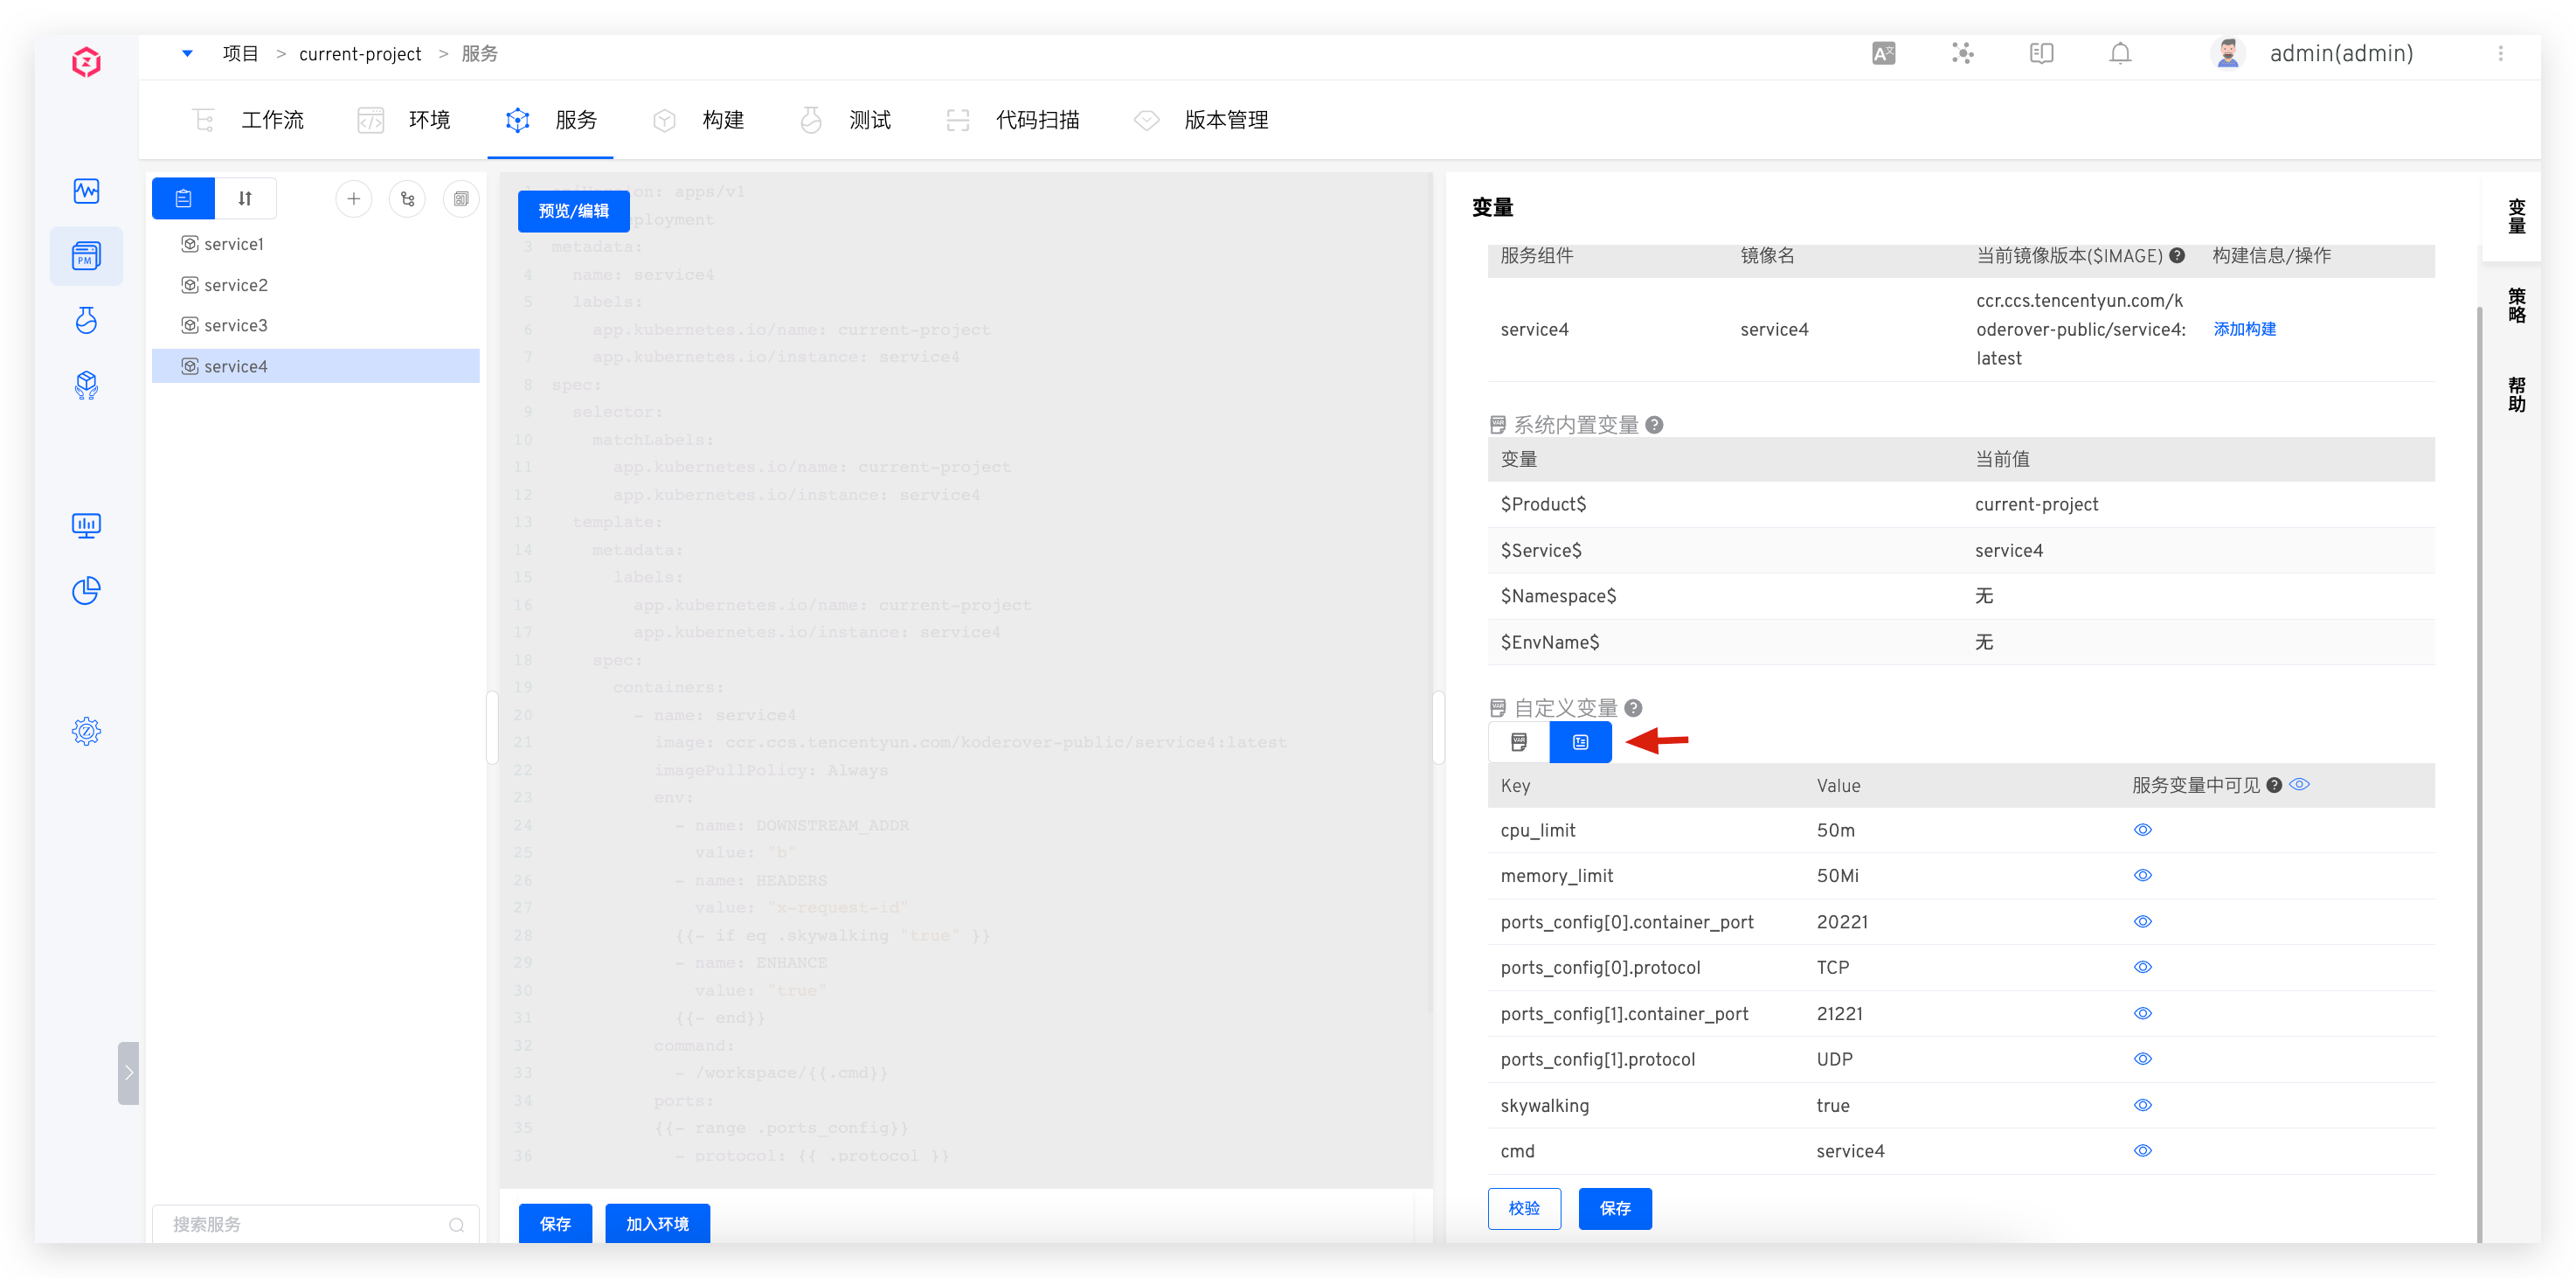 项目 > current-project > 服务
admin(admin)
工作流
环境
服务
构建
测试
代码扫描
版本管理
PM
service1
service2
service3
service4
搜索服务
预览/编辑
sion: apps/v1
eployment
3 metadata:
4 name: service4
5 labels:
6 app.kubernetes.io/name: current-project
7 app.kubernetes.io/instance: service4
8 spec:
9 selector:
10 matchLabels:
11 app.kubernetes.io/name: current-project
12 app.kubernetes.io/instance: service4
13 template:
14 metadata:
15 labels:
16 app.kubernetes.io/name: current-project
17 app.kubernetes.io/instance: service4
18 spec:
19 containers:
20 - name: service4
21 image: ccr.ccs.tencentyun.com/koderover-public/service4:latest
22 imagePullPolicy: Always
23 env:
24 - name: DOWNSTREAM_ADDR
25 value: "b"
26 - name: HEADERS
27 value: "x-request-id"
28 {{- if eq .skywalking "true" }}
29 - name: ENHANCE
30 value: "true"
31 {{- end}}
32 command:
33 - /workspace/{{.cmd}}
34 ports:
35 {{- range .ports_config}}
36 - protocol: {{ .protocol }}
保存
加入环境
变量
服务组件 镜像名 当前镜像版本($IMAGE) 构建信息/操作
service4 service4 ccr.ccs.tencentyun.com/k
oderover-public/service4:
latest
添加构建
系统内置变量
变量 当前值
$Product$ current-project
$Service$ service4
$Namespace$ 无
$EnvName$ 无
自定义变量
Key Value 服务变量中可见
cpu_limit 50m
memory_limit 50Mi
ports_config[0].container_port 20221
ports_config[0].protocol TCP
ports_config[1].container_port 21221
ports_config[1].protocol UDP
skywalking true
cmd service4
校验
保存
变量
策略
帮助